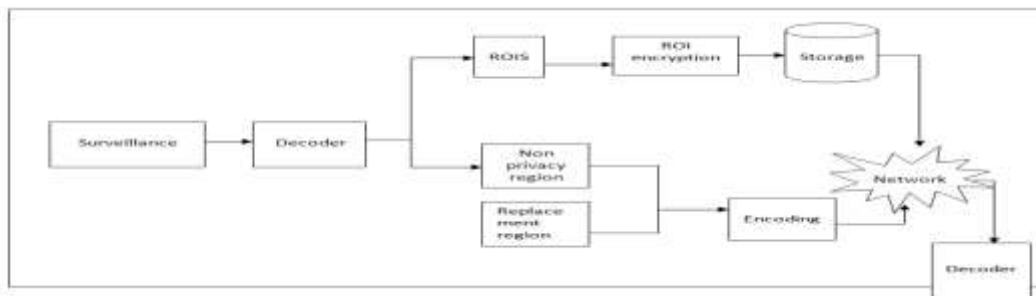 ROIS
ROI
encryption
Storage
Surveillance
Decoder
Non
privacy
region
Network
Replace
ment
region
Encoding
Decoder